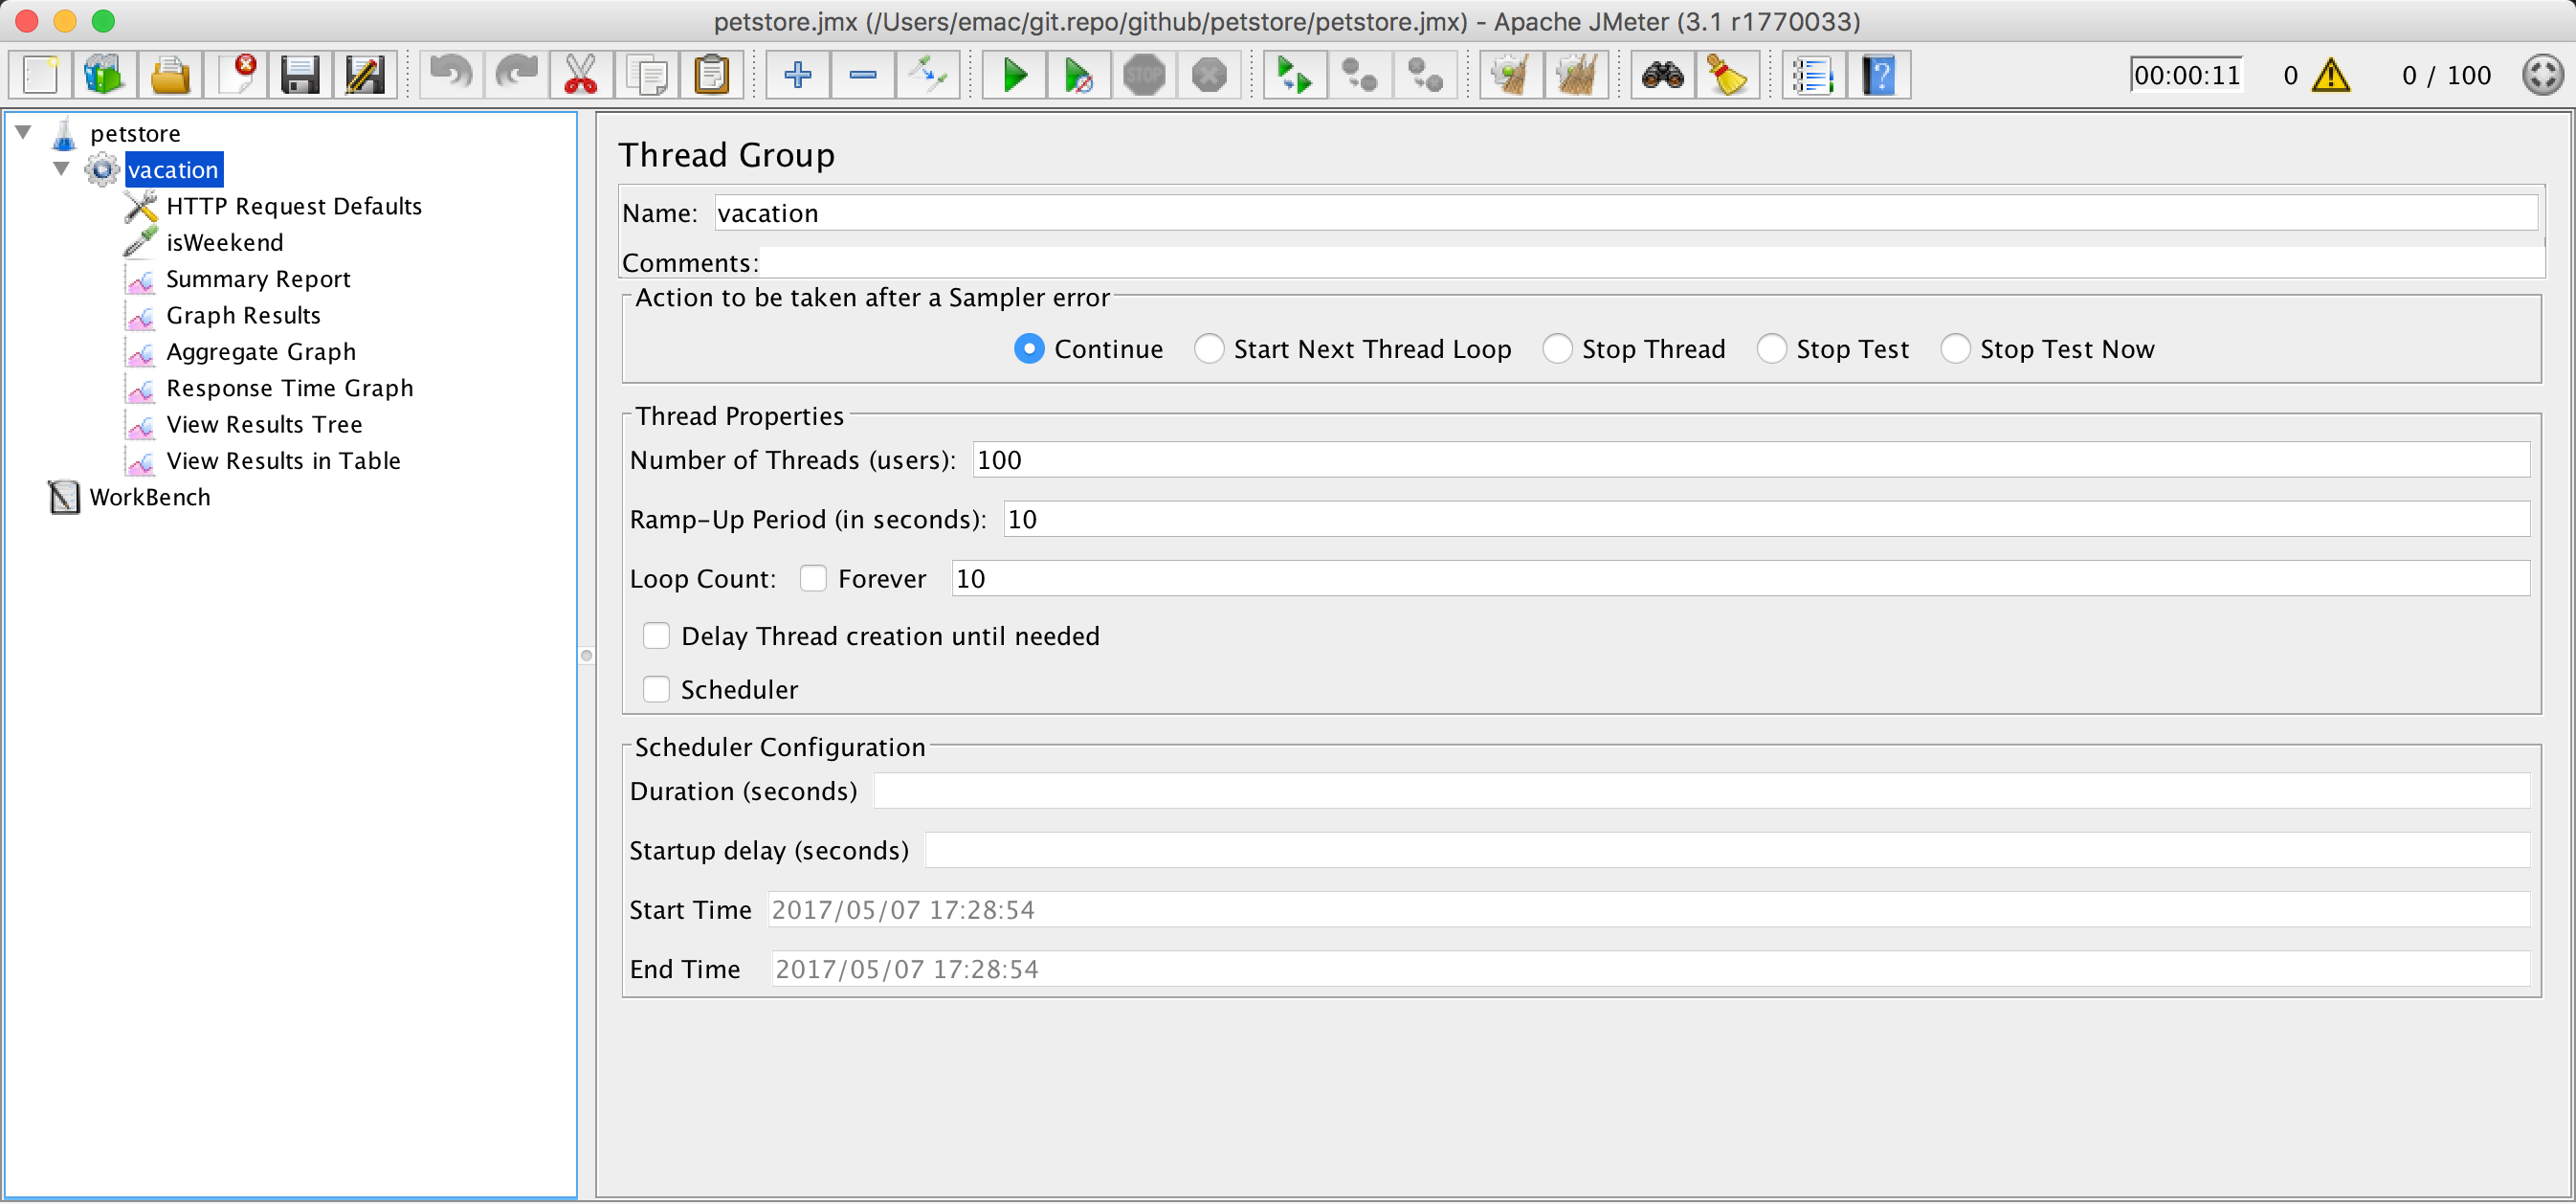 petstore.jmx (/Users/emac/git.repo/github/petstore/petstore.jmx) - Apache JMeter (3.1 r1770033)
STOP
00:00:11 0 0 / 100
petstore
vacation
HTTP Request Defaults
isWeekend
Summary Report
Graph Results
Aggregate Graph
Response Time Graph
View Results Tree
View Results in Table
WorkBench
Thread Group
Name: vacation
Comments:
Action to be taken after a Sampler error
Continue Start Next Thread Loop Stop Thread Stop Test Stop Test Now
Thread Properties
Number of Threads (users): 100
Ramp-Up Period (in seconds): 10
Loop Count: Forever 10
Delay Thread creation until needed
Scheduler
Scheduler Configuration
Duration (seconds)
Startup delay (seconds)
Start Time 2017/05/07 17:28:54
End Time 2017/05/07 17:28:54